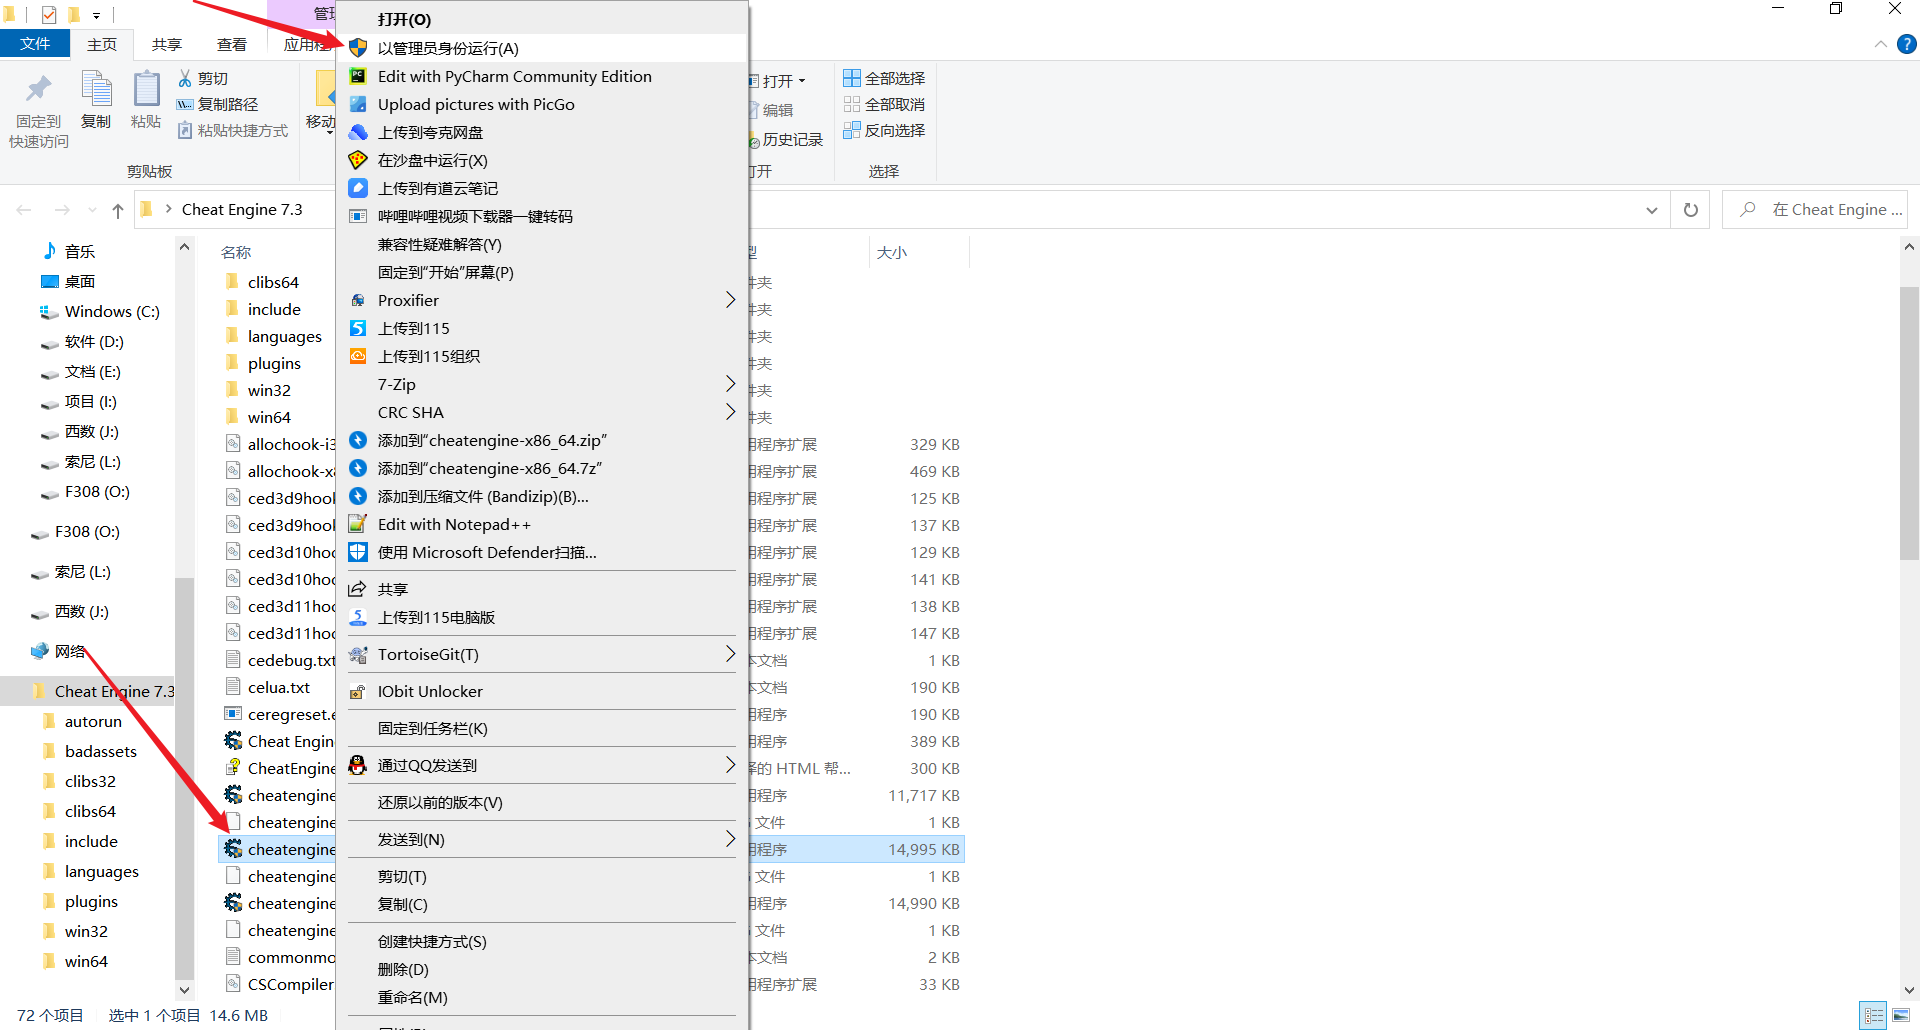 管理
文件
主页
共享
查看
应用程
固定到
快速访问
复制
粘贴
剪切
复制路径
粘贴快捷方式
移动
剪贴板
打开
编辑
历史记录
打开
全部选择
全部取消
反向选择
选择
Cheat Engine 7.3
在 Cheat Engine ...
音乐
桌面
Windows (C:)
软件 (D:)
文档 (E:)
项目 (I:)
西数 (J:)
索尼 (L:)
F308 (O:)
F308 (O:)
索尼 (L:)
西数 (J:)
网络
Cheat Engine 7.3
autorun
badassets
clibs32
clibs64
include
languages
plugins
win32
win64
名称
型
大小
clibs64
件夹
include
件夹
languages
件夹
plugins
件夹
win32
件夹
win64
件夹
allochook-i3
用程序扩展
329 KB
allochook-x
用程序扩展
469 KB
ced3d9hook
用程序扩展
125 KB
ced3d9hook
用程序扩展
137 KB
ced3d10hoo
用程序扩展
129 KB
ced3d10hoo
用程序扩展
141 KB
ced3d11hoo
用程序扩展
138 KB
ced3d11hoo
用程序扩展
147 KB
cedebug.txt
本文档
1 KB
celua.txt
本文档
190 KB
ceregreset.e
用程序
190 KB
Cheat Engin
用程序
389 KB
CheatEngine
译的 HTML 帮...
300 KB
cheatengine
用程序
11,717 KB
cheatengine
文件
1 KB
cheatengine
用程序
14,995 KB
cheatengine
文件
1 KB
cheatengine
用程序
14,990 KB
cheatengine
文件
1 KB
commonmo
本文档
2 KB
CSCompiler
用程序扩展
33 KB
打开(O)
以管理员身份运行(A)
Edit with PyCharm Community Edition
Upload pictures with PicGo
上传到夸克网盘
在沙盘中运行(X)
上传到有道云笔记
哔哩哔哩视频下载器一键转码
兼容性疑难解答(Y)
固定到“开始”屏幕(P)
Proxifier
上传到115
上传到115组织
7-Zip
CRC SHA
添加到“cheatengine-x86_64.zip”
添加到“cheatengine-x86_64.7z”
添加到压缩文件 (Bandizip)(B)...
Edit with Notepad++
使用 Microsoft Defender扫描...
共享
上传到115电脑版
TortoiseGit(T)
IObit Unlocker
固定到任务栏(K)
通过QQ发送到
还原以前的版本(V)
发送到(N)
剪切(T)
复制(C)
创建快捷方式(S)
删除(D)
重命名(M)
72 个项目
选中 1 个项目 14.6 MB